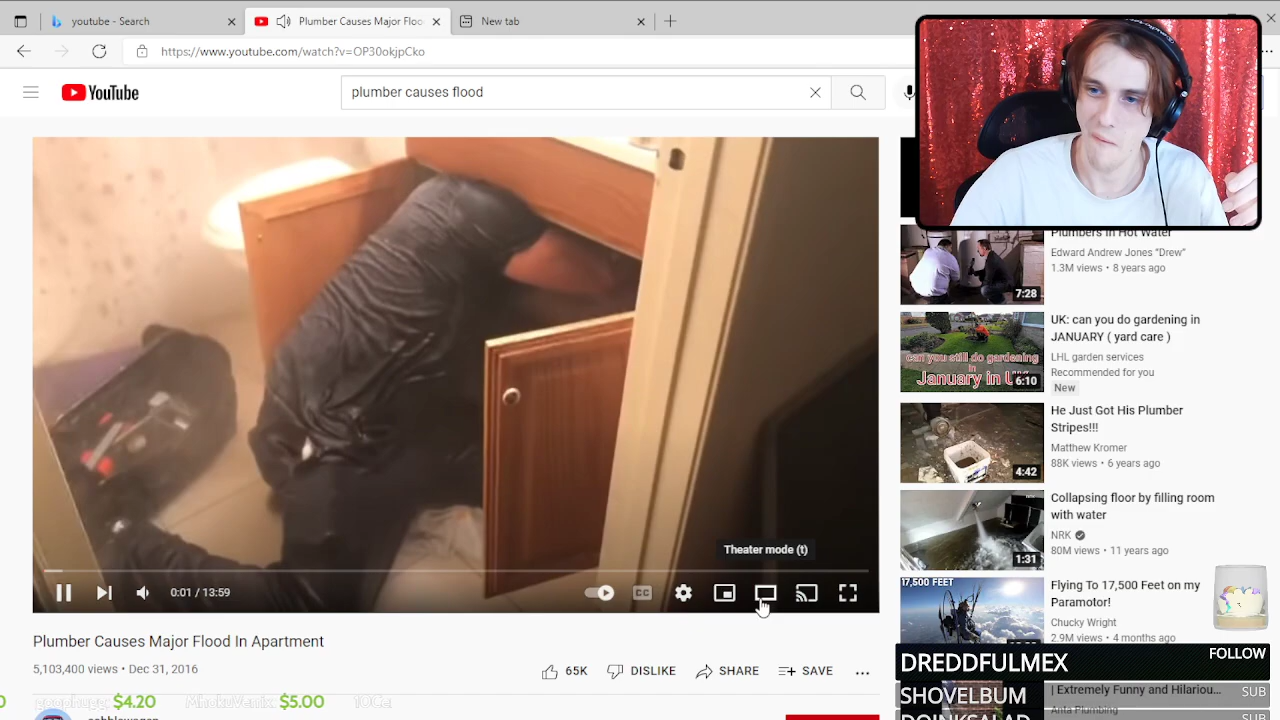 youtube - Search
Plumber Causes Major Floo
New tab
https://www.youtube.com/watch?v=OP30okjpCko
YouTube
plumber causes flood
Plumbers In Hot Water
Edward Andrew Jones "Drew"
1.3M views • 8 years ago
7:28
UK: can you do gardening in
JANUARY ( yard care )
LHL garden services
Recommended for you
New
can you still do gardening
in
January in UK
6:10
He Just Got His Plumber
Stripes!!!
Matthew Kromer
88K views • 6 years ago
4:42
Collapsing floor by filling room
with water
NRK
80M views • 11 years ago
1:31
17,500 FEET
Flying To 17,500 Feet on my
Paramotor!
Chucky Wright
2.9M views • 4 months ago
Theater mode (t)
0:01 / 13:59
CC
Plumber Causes Major Flood In Apartment
5,103,400 views • Dec 31, 2016
65K
DISLIKE
SHARE
SAVE
DREDDFULMEX
FOLLOW
SHOVELBUM
SUB
| Extremely Funny and Hilariou...
Anta Plumbing
DOINKSALAD
SUB
$4.20